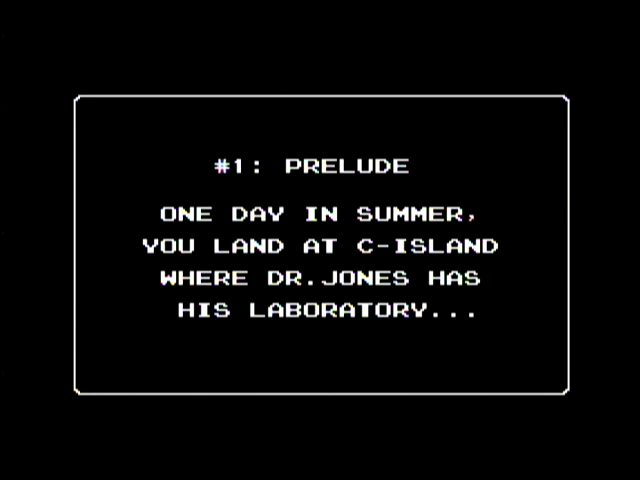 #1: PRELUDE
ONE DAY IN SUMMER,
YOU LAND AT C-ISLAND
WHERE DR.JONES HAS
HIS LABORATORY...